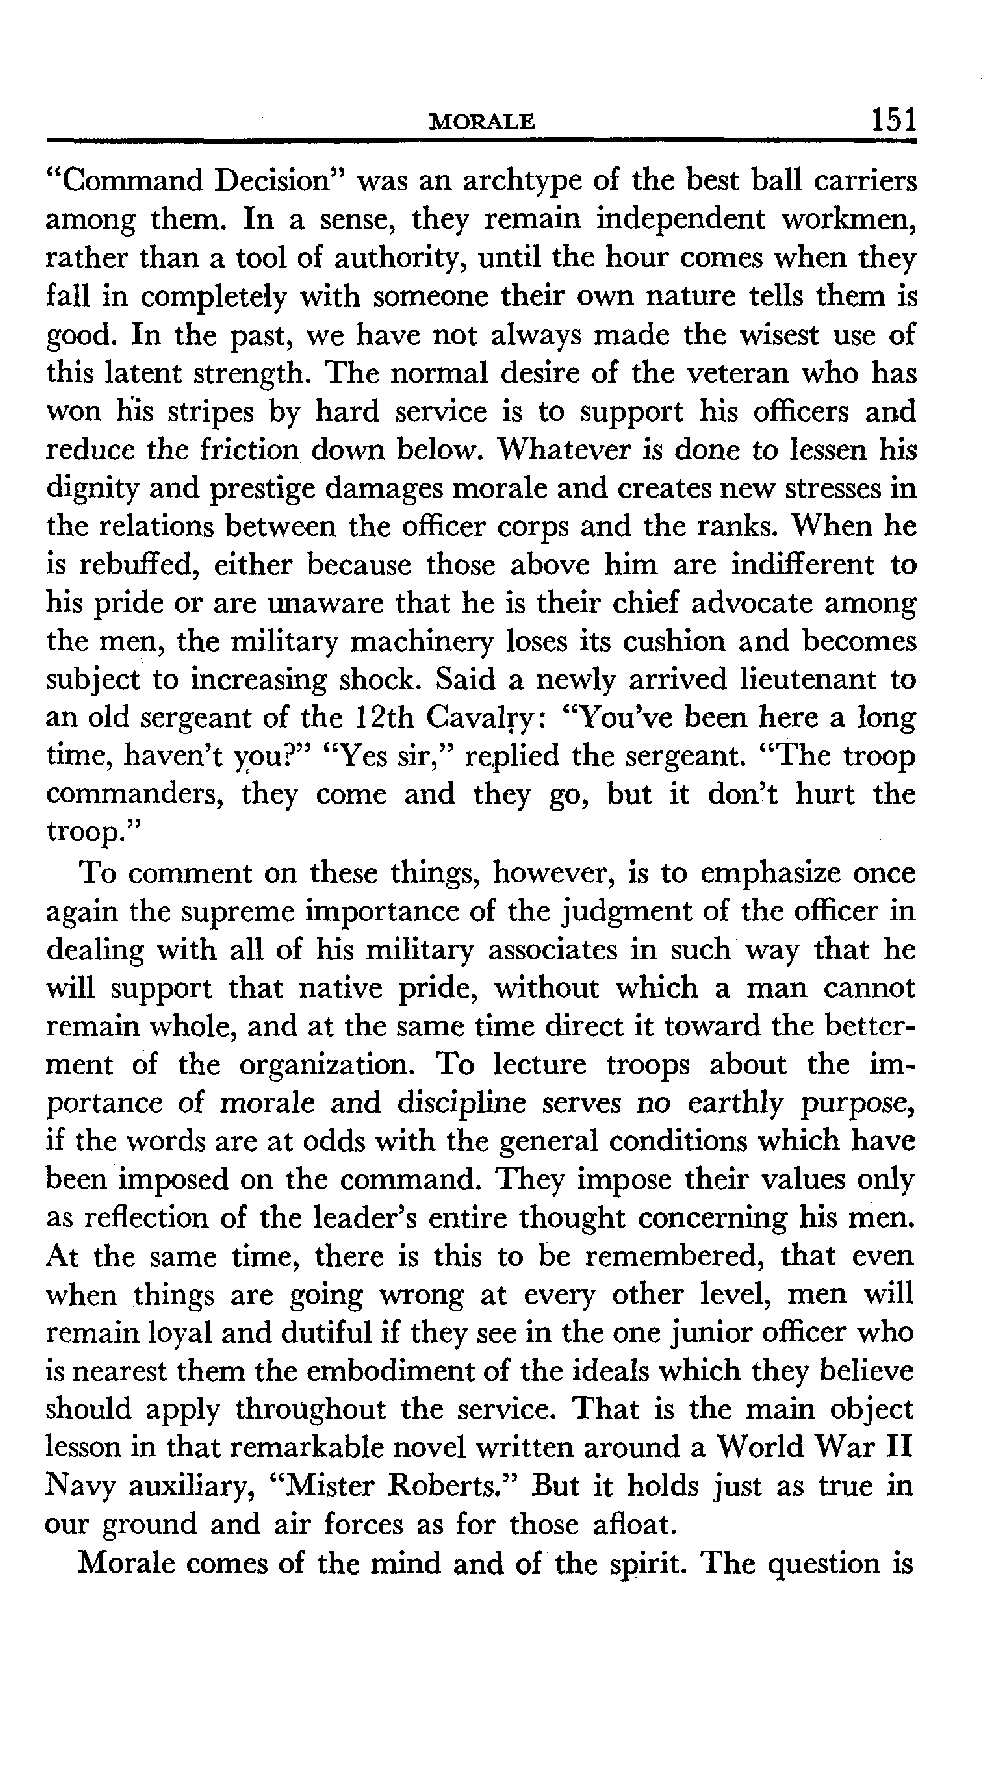 MORALE 151
“Command Decision” was an archtype of the best ball carriers
among them. In a sense, they remain independent workmen,
rather than a tool of authority, until the hour comes when they
fall in completely with someone their own nature tells them is
good. In the past, we have not always made the wisest use of
this latent strength. The normal desire of the veteran who has
won his stripes by hard service is to support his officers and
reduce the friction down below. Whatever is done to lessen his
dignity and prestige damages morale and creates new stresses in
the relations between the officer corps and the ranks. When he
is rebuffed, either because those above him are indifferent to
his pride or are unaware that he is their chief advocate among
the men, the military machinery loses its cushion and becomes
subject to increasing shock. Said a newly arrived lieutenant to
an old sergeant of the 12th Cavalry: “You’ve been here a long
time, haven’t you?” “Yes sir,” replied the sergeant. “The troop
commanders, they come and they go, but it don’t hurt the
troop.”
To comment on these things, however, is to emphasize once
again the supreme importance of the judgment of the officer in
dealing with all of his military associates in such way that he
will support that native pride, without which a man cannot
remain whole, and at the same time direct it toward the better-
ment of the organization. To lecture troops about the im-
portance of morale and discipline serves no earthly purpose,
if the words are at odds with the general conditions which have
been imposed on the command. They impose their values only
as reflection of the leader’s entire thought concerning his men.
At the same time, there is this to be remembered, that even
when things are going wrong at every other level, men will
remain loyal and dutiful if they see in the one junior officer who
is nearest them the embodiment of the ideals which they believe
should apply throughout the service. That is the main object
lesson in that remarkable novel written around a World War II
Navy auxiliary, “Mister Roberts.” But it holds just as true in
our ground and air forces as for those afloat.
Morale comes of the mind and of the spirit. The question is